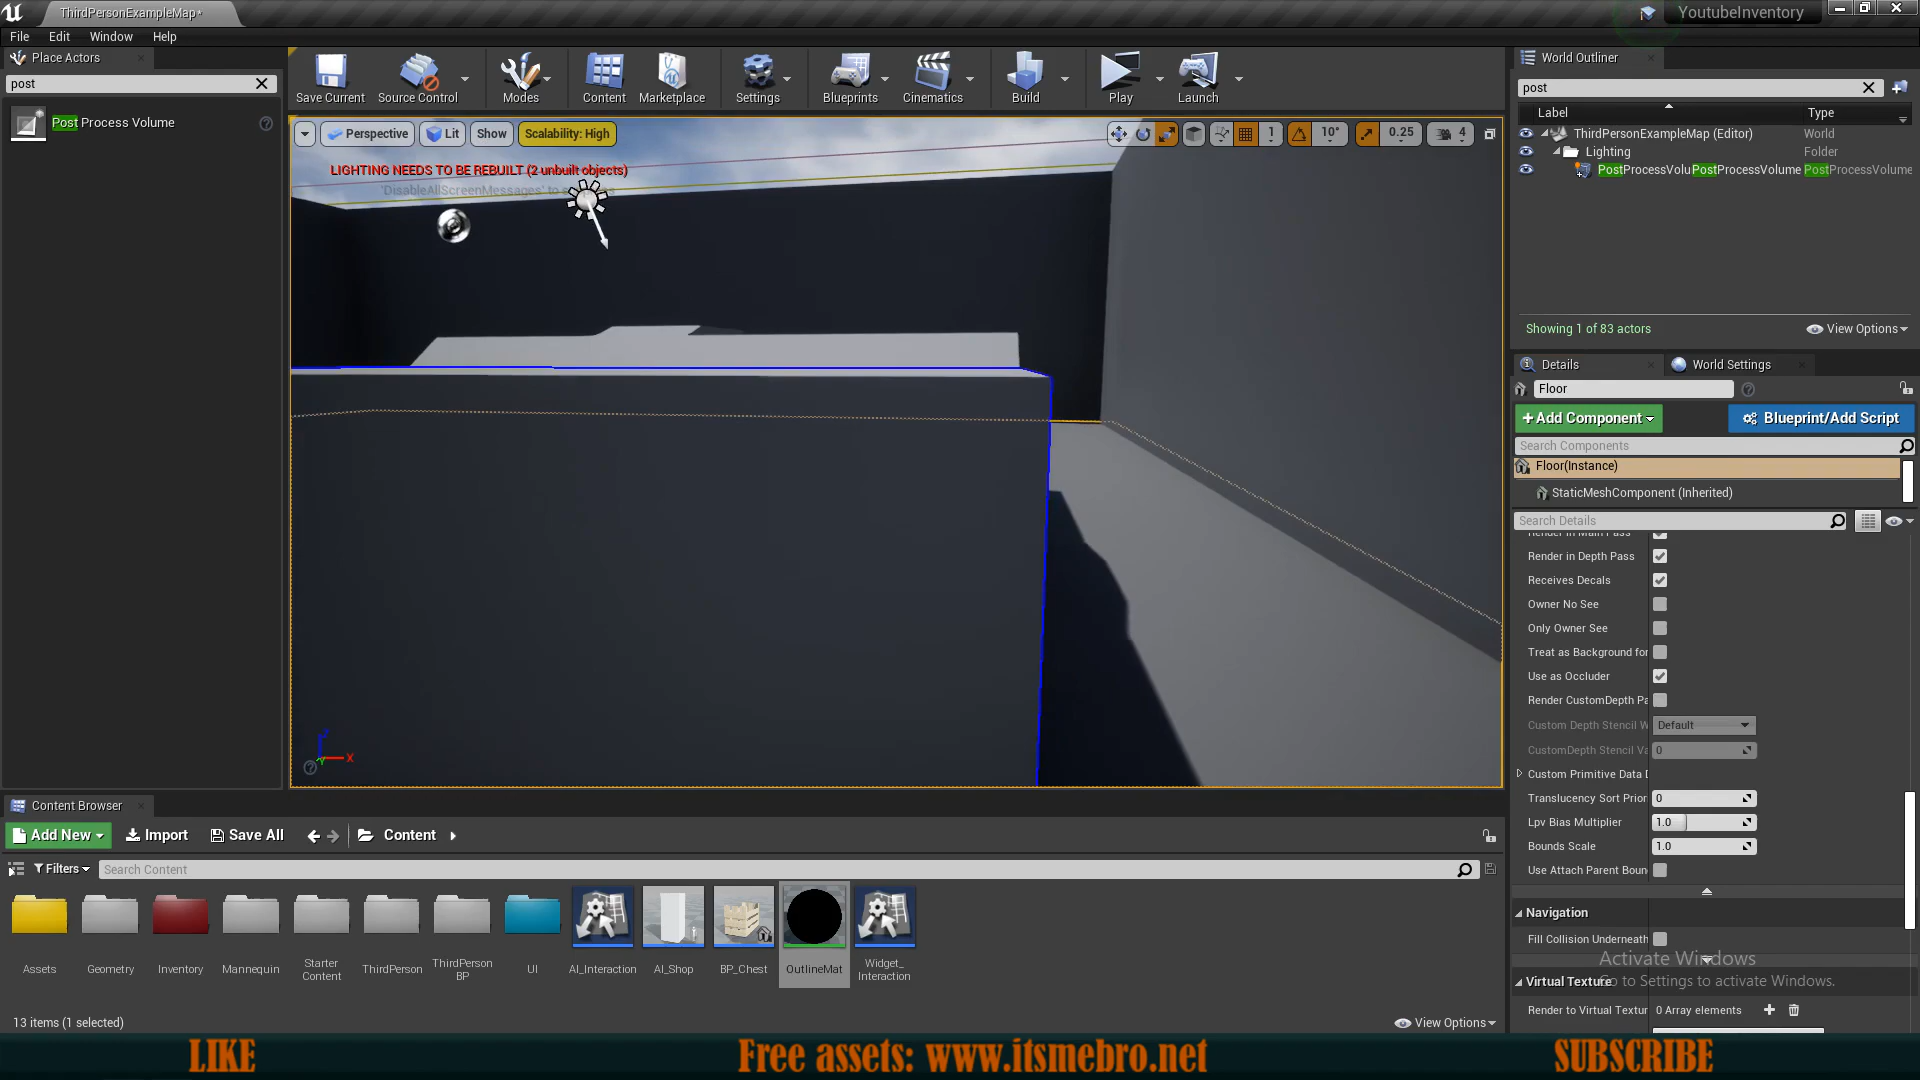 ThirdPersonExampleMap*
YoutubeInventory
File Edit Window Help
Place Actors
post
Post Process Volume
Save Current Source Control Modes Content Marketplace Settings Blueprints Cinematics Build Play Launch
Perspective Lit Show Scalability: High
1 10° 0.25 4
LIGHTING NEEDS TO BE REBUILT (2 unbuilt objects)
'DisableAllScreenMessages' to
X
World Outliner
post
Label Type
ThirdPersonExampleMap (Editor) World
Lighting Folder
PostProcessVolu PostProcessVolume PostProcessVolume
Showing 1 of 83 actors View Options
Details World Settings
Floor
+Add Component Blueprint/Add Script
Search Components
Floor(Instance)
StaticMeshComponent (Inherited)
Search Details
Render in Main Pass
Render in Depth Pass
Receives Decals
Owner No See
Only Owner See
Treat as Background for
Use as Occluder
Render CustomDepth Pa
Custom Depth Stencil W Default
CustomDepth Stencil Va 0
Custom Primitive Data D
Translucency Sort Prior 0
Lpv Bias Multiplier 1.0
Bounds Scale 1.0
Use Attach Parent Boun
Navigation
Fill Collision Underneath
Activate Windows
Virtual Texture
Go to Settings to activate Windows.
Render to Virtual Textur 0 Array elements
Content Browser
Add New Import Save All Content
Filters Search Content
Assets Geometry Inventory Mannequin Starter Content ThirdPerson ThirdPerson BP UI AI_Interaction AI_Shop BP_Chest OutlineMat Widget_ Interaction
13 items (1 selected) View Options
LIKE Free assets: www.itsmebro.net SUBSCRIBE